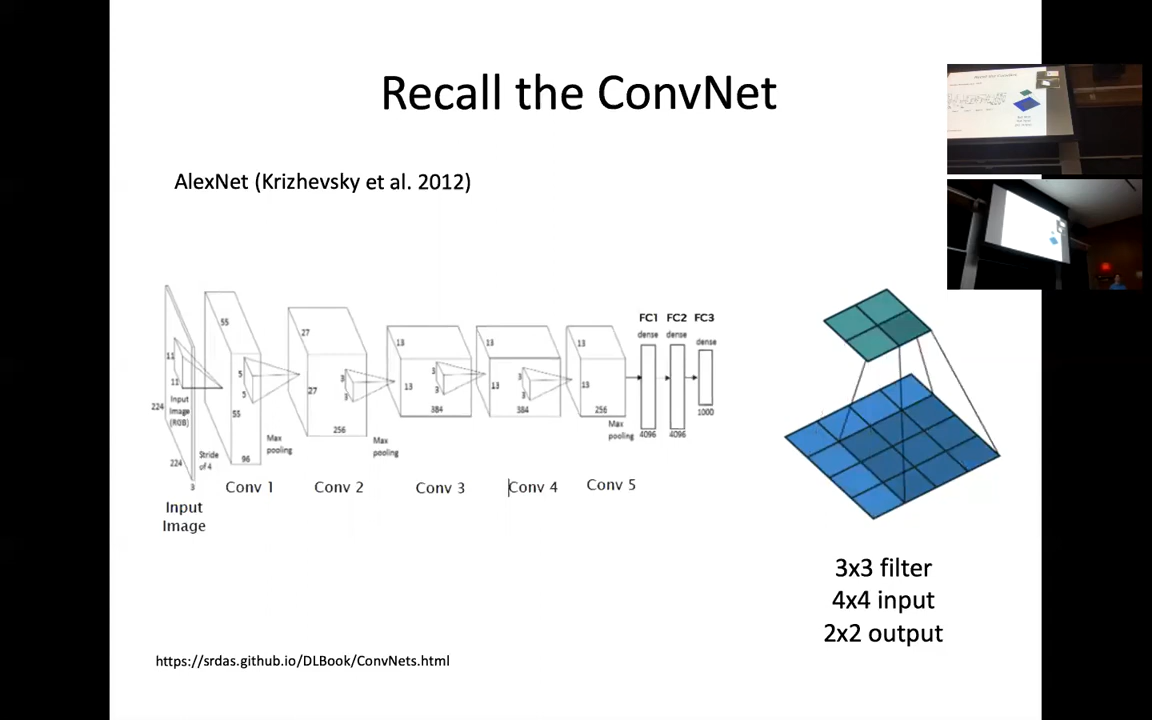 Recall the ConvNet
AlexNet (Krizhevsky et al. 2012)
FC1 FC2 FC3
dense dense dense
55
27
13
13
13
11
11
5
5
3
3
3
3
3
3
27
13
13
13
55
224
224
3
Input
Image
(RGB)
Stride
of 4
96
256
384
384
256
4096
4096
1000
Max
pooling
Max
pooling
Max
pooling
Input
Image
Conv 1
Conv 2
Conv 3
Conv 4
Conv 5
3x3 filter
4x4 input
2x2 output
https://srdas.github.io/DLBook/ConvNets.html